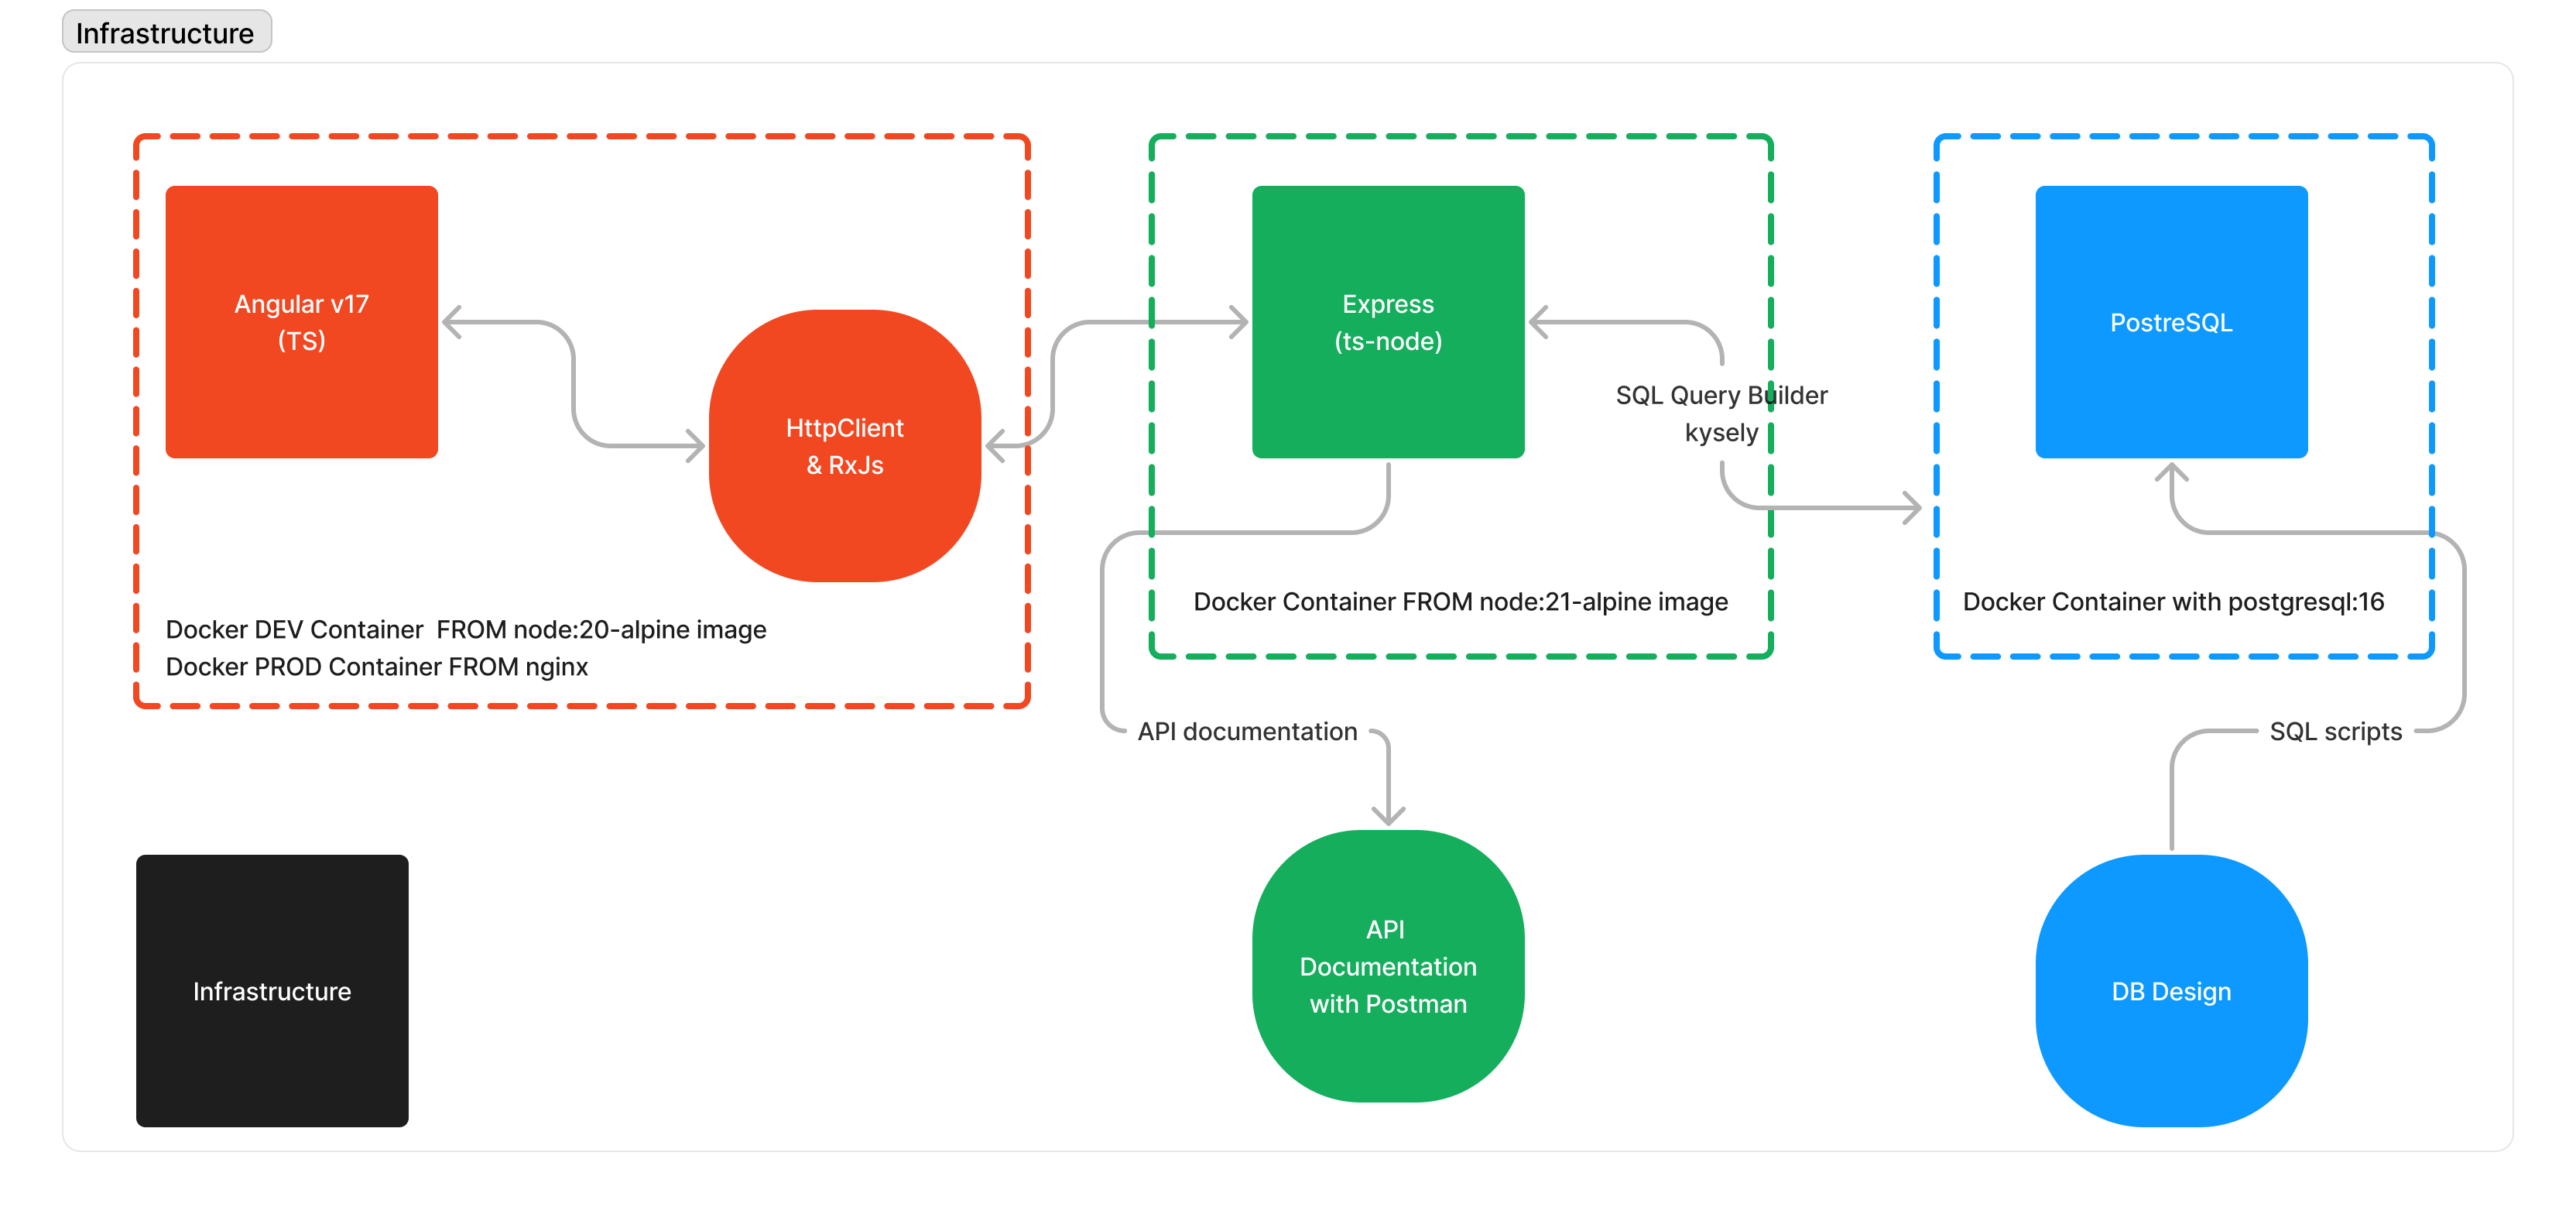 Infrastructure
Angular v17
(TS)
HttpClient
& RxJs
Docker DEV Container  FROM node:20-alpine image
Docker PROD Container FROM nginx
Express
(ts-node)
SQL Query Builder
kysely
Docker Container FROM node:21-alpine image
PostreSQL
Docker Container with postgresql:16
API documentation
SQL scripts
Infrastructure
API
Documentation
with Postman
DB Design